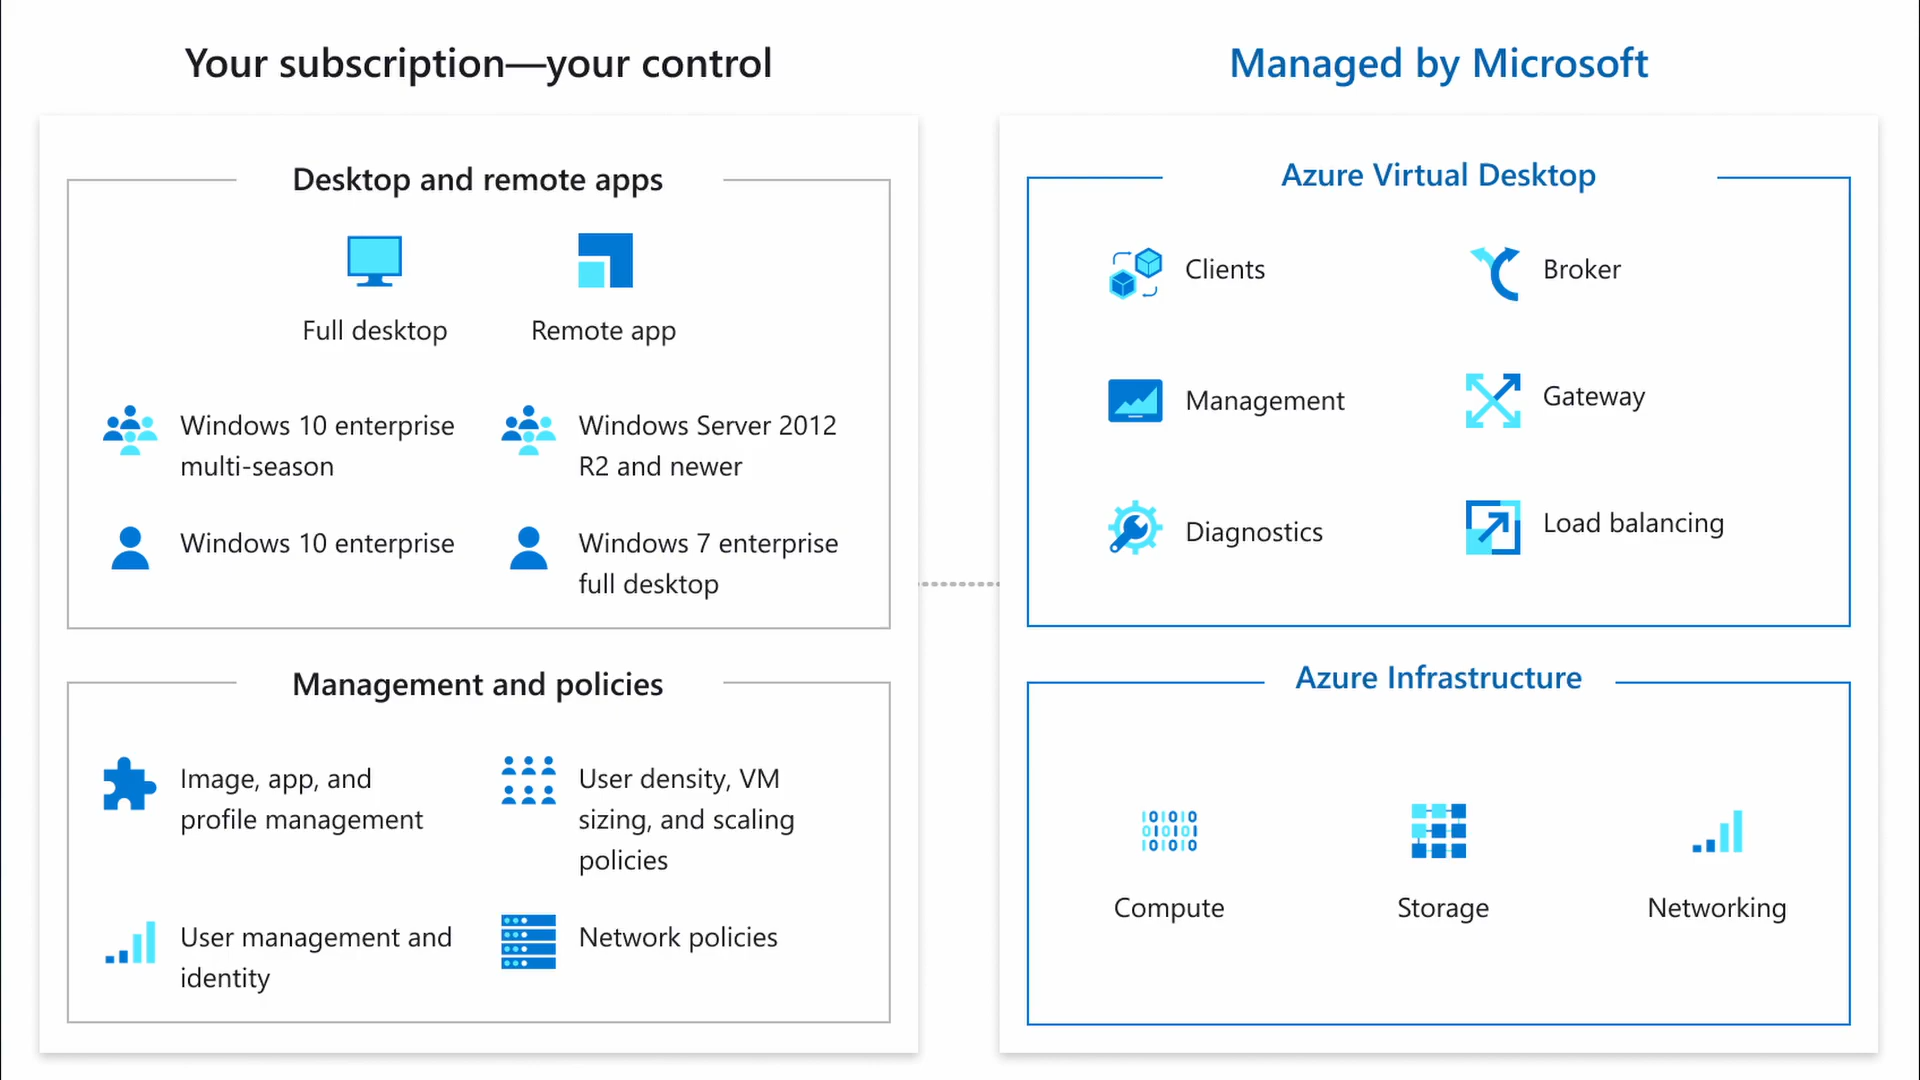 Your subscription—your control
Desktop and remote apps
Full desktop
Remote app
Windows 10 enterprise
multi-season
Windows Server 2012
R2 and newer
Windows 10 enterprise
Windows 7 enterprise
full desktop
Management and policies
Image, app, and
profile management
User density, VM
sizing, and scaling
policies
User management and
identity
Network policies
Managed by Microsoft
Azure Virtual Desktop
Clients
Broker
Management
Gateway
Diagnostics
Load balancing
Azure Infrastructure
Compute
Storage
Networking